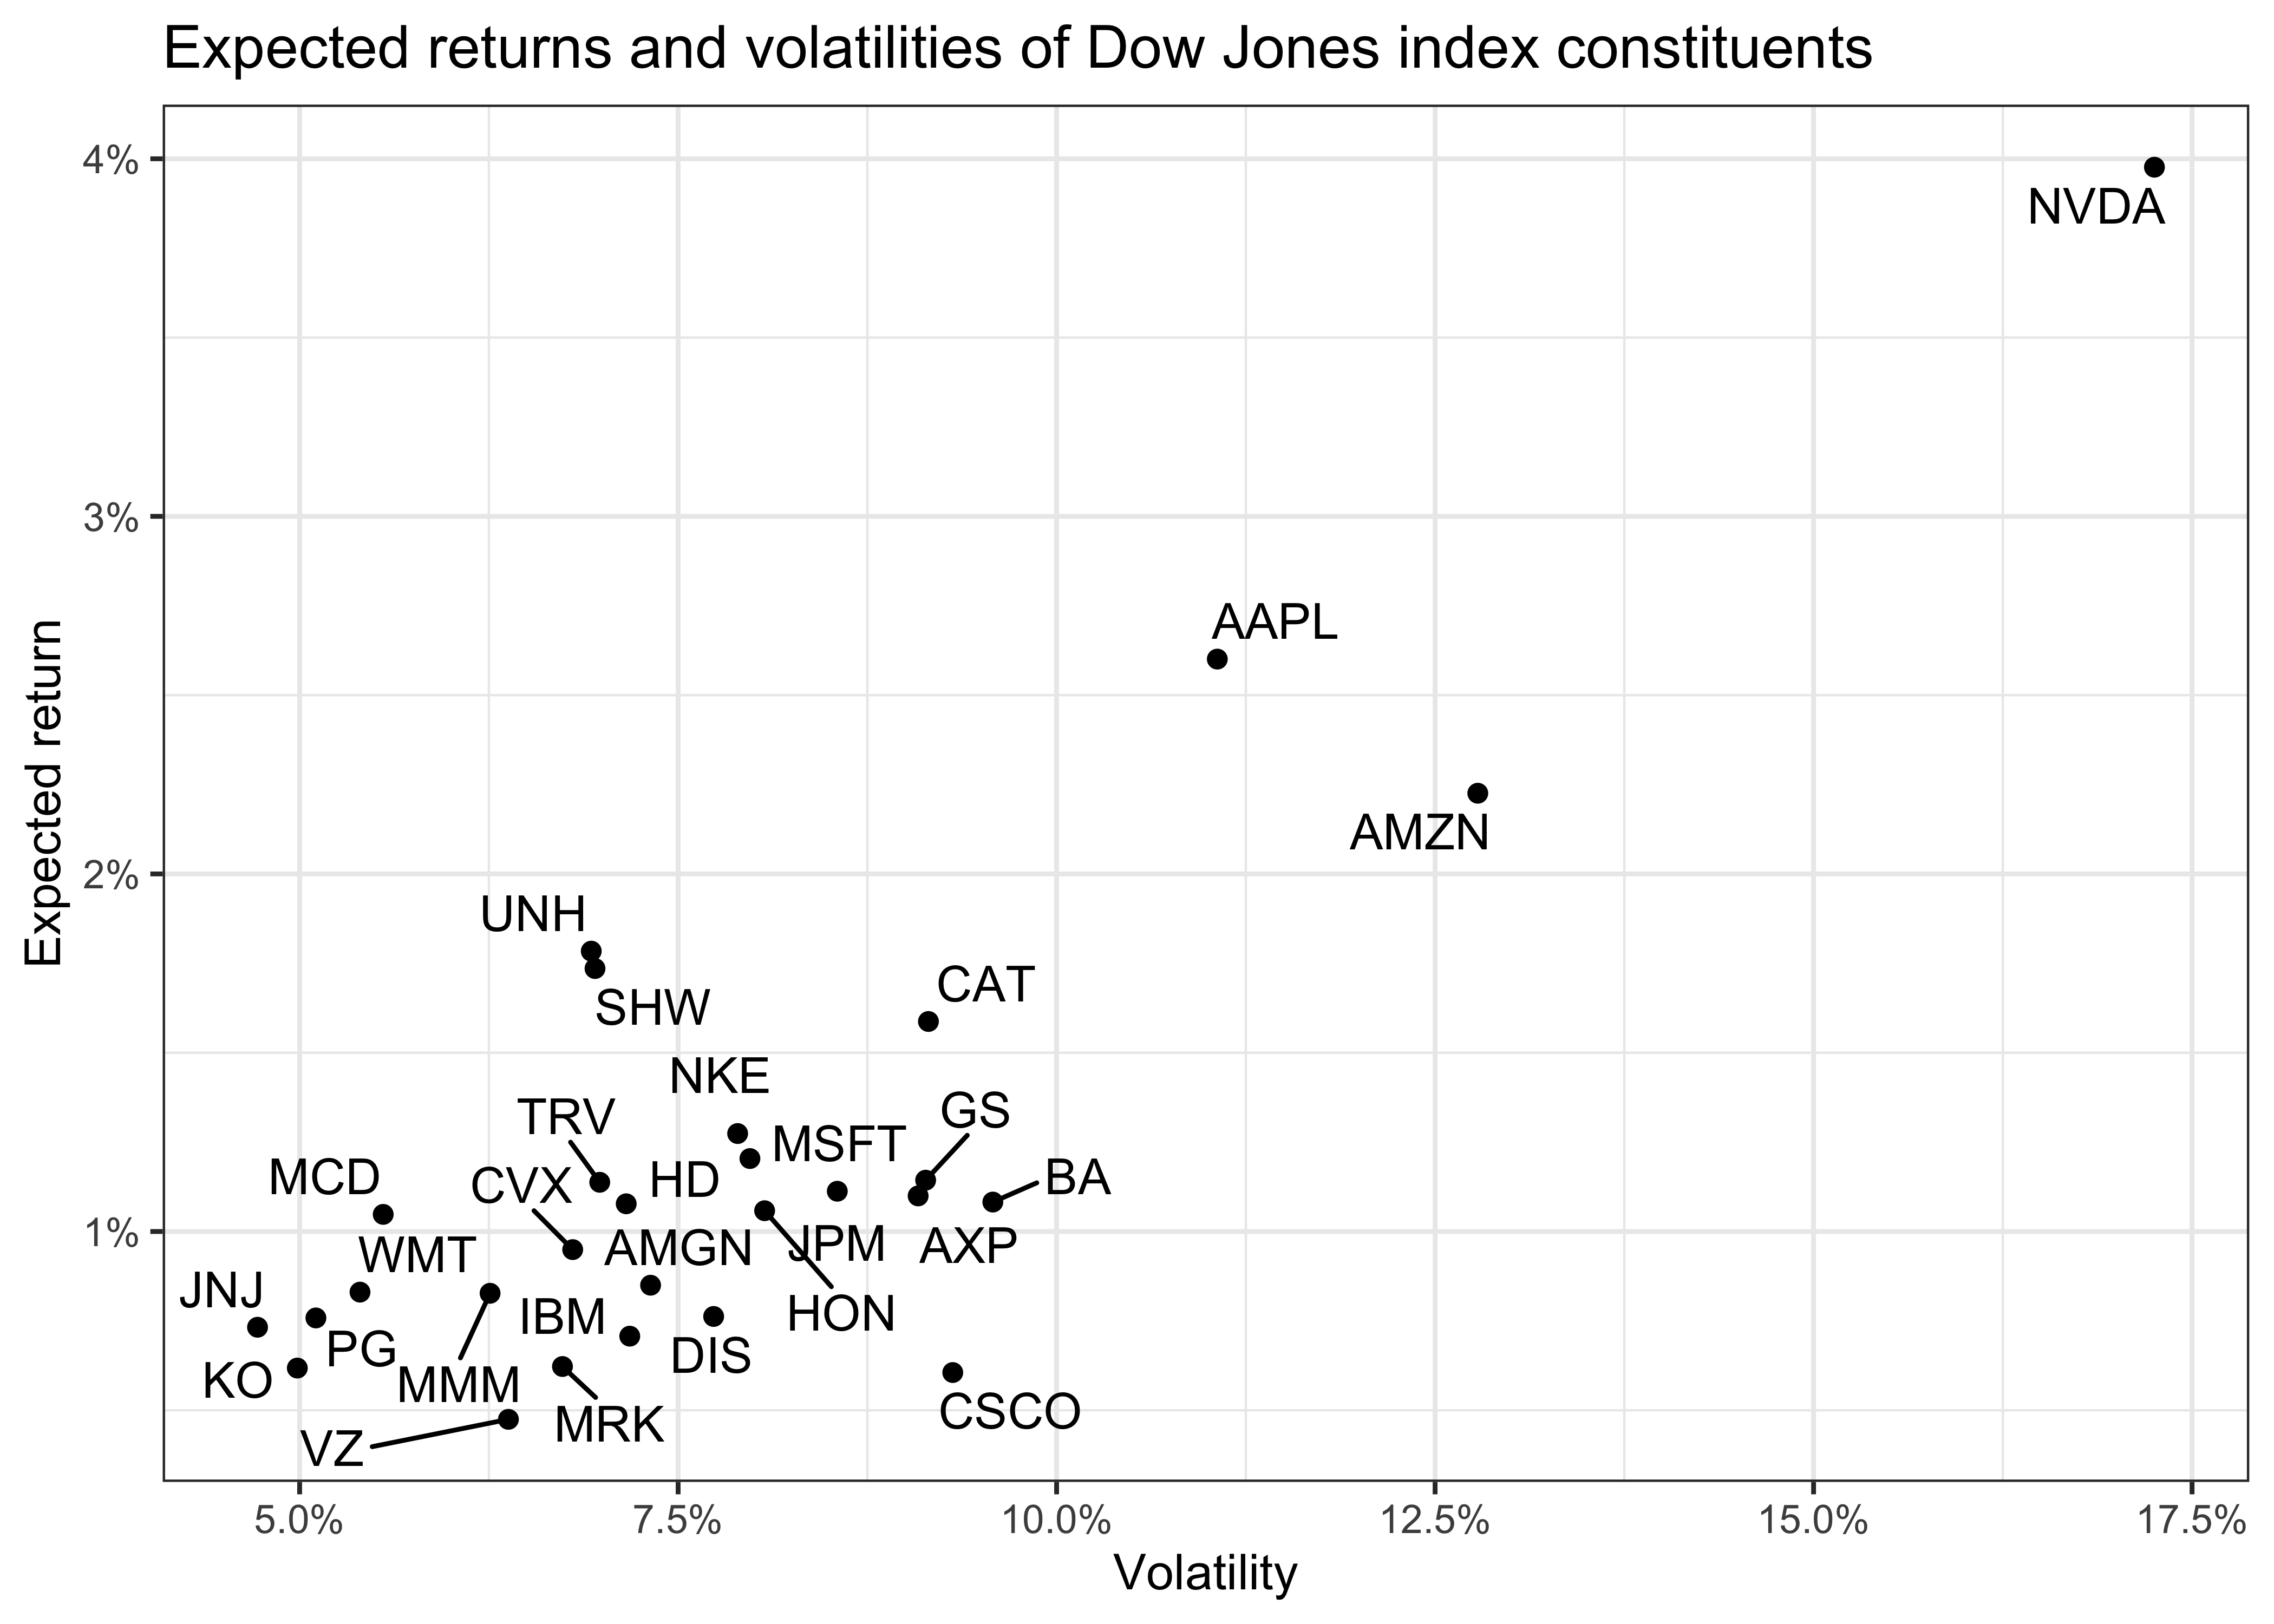 Expected returns and volatilities of Dow Jones index constituents
Expected return
4%
3%
2%
1%
NVDA
AAPL
AMZN
UNH
SHW
CAT
NKE
TRV
GS
MSFT
MCD
CVX
HD
BA
WMT
AMGN
JPM
AXP
JNJ
IBM
HON
PG
DIS
KO
MMM
CSCO
MRK
VZ
5.0%
7.5%
10.0%
12.5%
15.0%
17.5%
Volatility